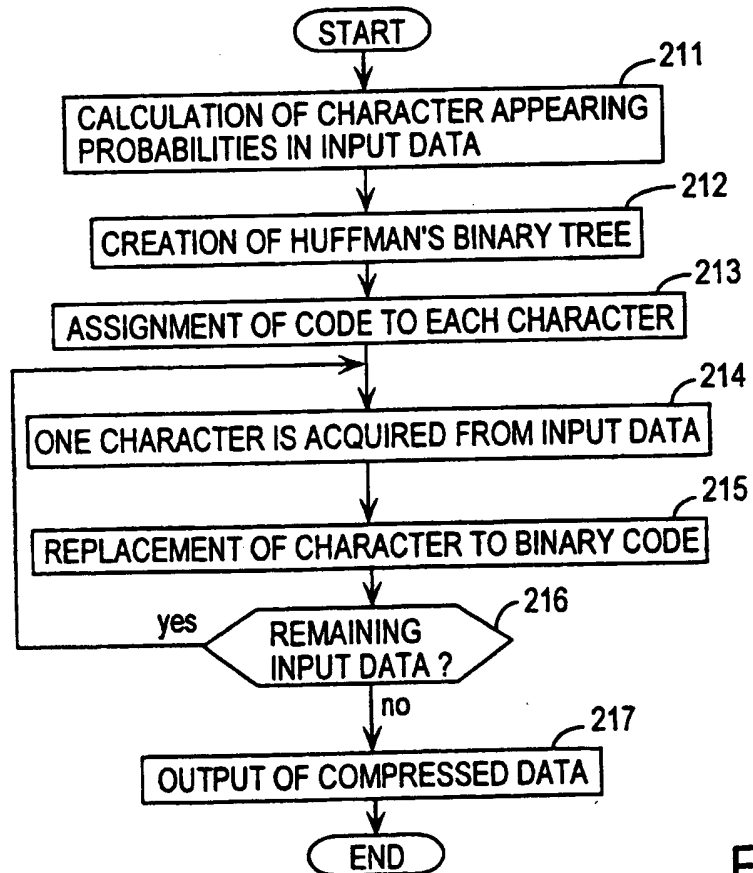 START
211
CALCULATION OF CHARACTER APPEARING
PROBABILITIES IN INPUT DATA
212
CREATION OF HUFFMAN'S BINARY TREE
213
ASSIGNMENT OF CODE TO EACH CHARACTER
214
ONE CHARACTER IS ACQUIRED FROM INPUT DATA
215
REPLACEMENT OF CHARACTER TO BINARY CODE
216
yes
REMAINING
INPUT DATA ?
no
217
OUTPUT OF COMPRESSED DATA
END